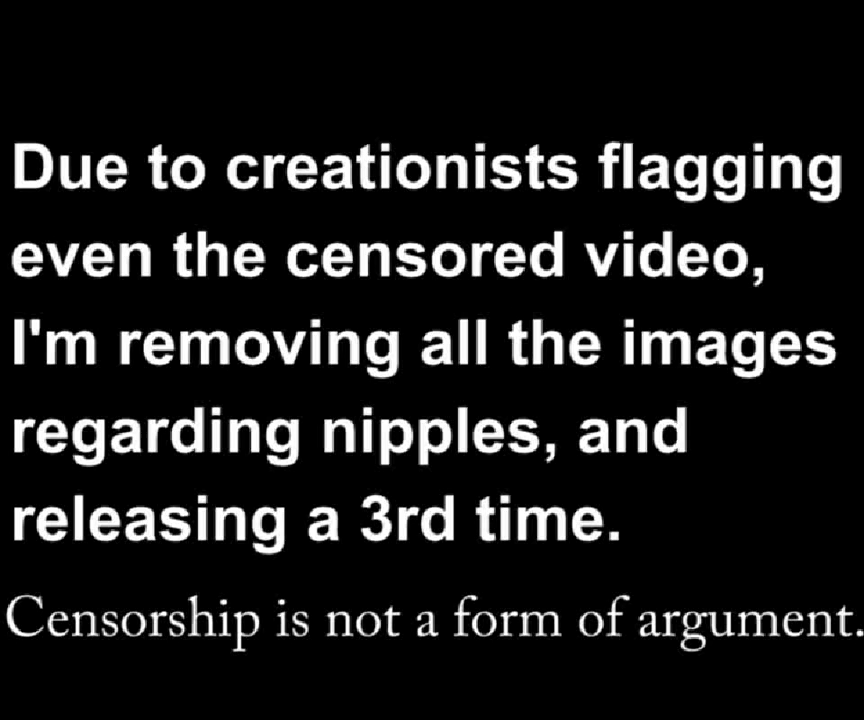 Due to creationists flagging
even the censored video,
I'm removing all the images
regarding nipples, and
releasing a 3rd time.
Censorship is not a form of argument.